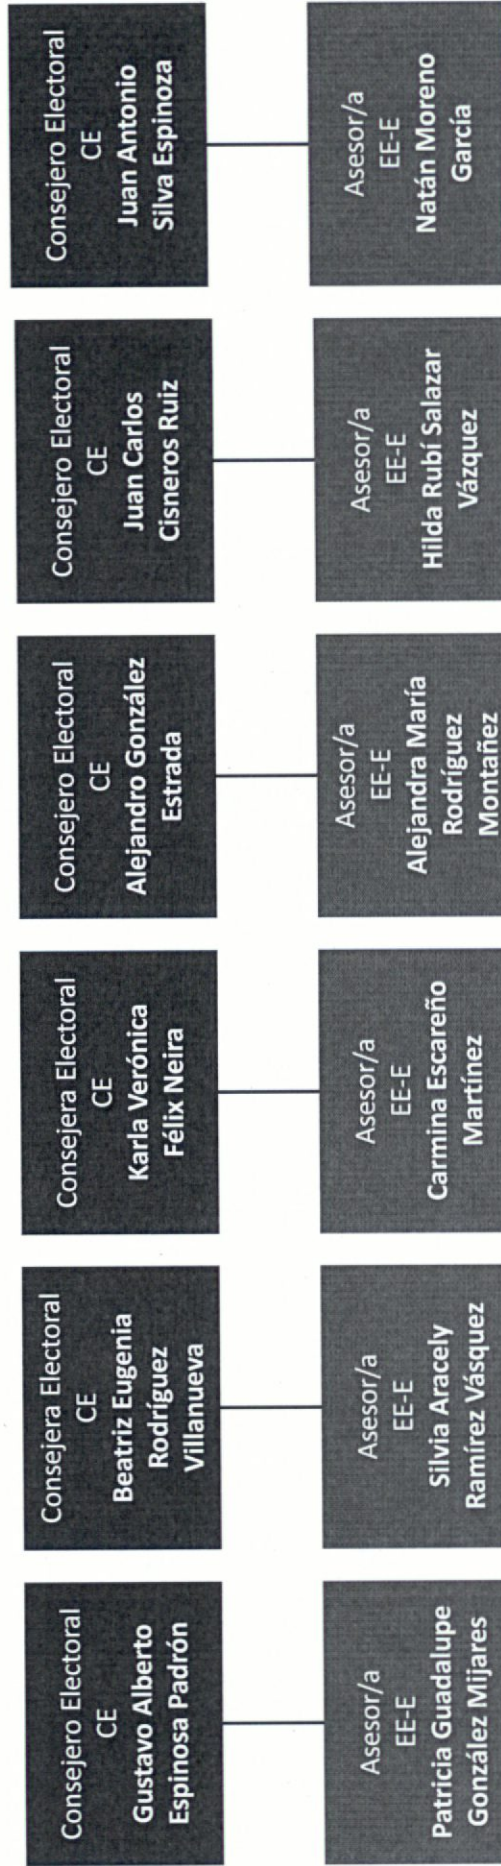 Consejero Electoral
CE
Gustavo Alberto
Espinosa Padrón
Consejera Electoral
CE
Beatriz Eugenia
Rodríguez
Villanueva
Consejera Electoral
CE
Karla Verónica
Félix Neira
Consejero Electoral
CE
Alejandro González
Estrada
Consejero Electoral
CE
Juan Carlos
Cisneros Ruiz
Consejero Electoral
CE
Juan Antonio
Silva Espinoza
Asesor/a
EE-E
Patricia Guadalupe
González Mijares
Asesor/a
EE-E
Silvia Aracely
Ramírez Vásquez
Asesor/a
EE-E
Carmina Escareño
Martínez
Asesor/a
EE-E
Alejandra María
Rodríguez
Montañez
Asesor/a
EE-E
Hilda Rubí Salazar
Vázquez
Asesor/a
EE-E
Natán Moreno
García